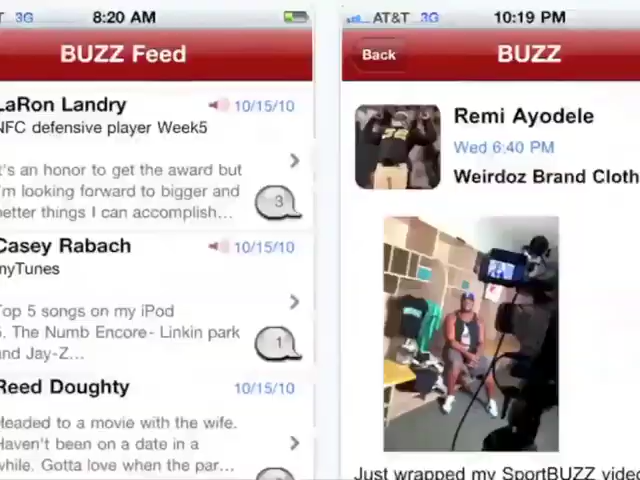 T 3G 8:20 AM
BUZZ Feed
LaRon Landry 10/15/10
NFC defensive player Week5
It's an honor to get the award but
I'm looking forward to bigger and
better things I can accomplish...
3
Casey Rabach 10/15/10
myTunes
Top 5 songs on my iPod
5. The Numb Encore- Linkin park
and Jay-Z...
1
Reed Doughty 10/15/10
Headed to a movie with the wife.
Haven't been on a date in a
while. Gotta love when the par...
AT&T 3G 10:19 PM
Back BUZZ
Remi Ayodele
Wed 6:40 PM
Weirdoz Brand Cloth
Just wrapped my SportBUZZ video